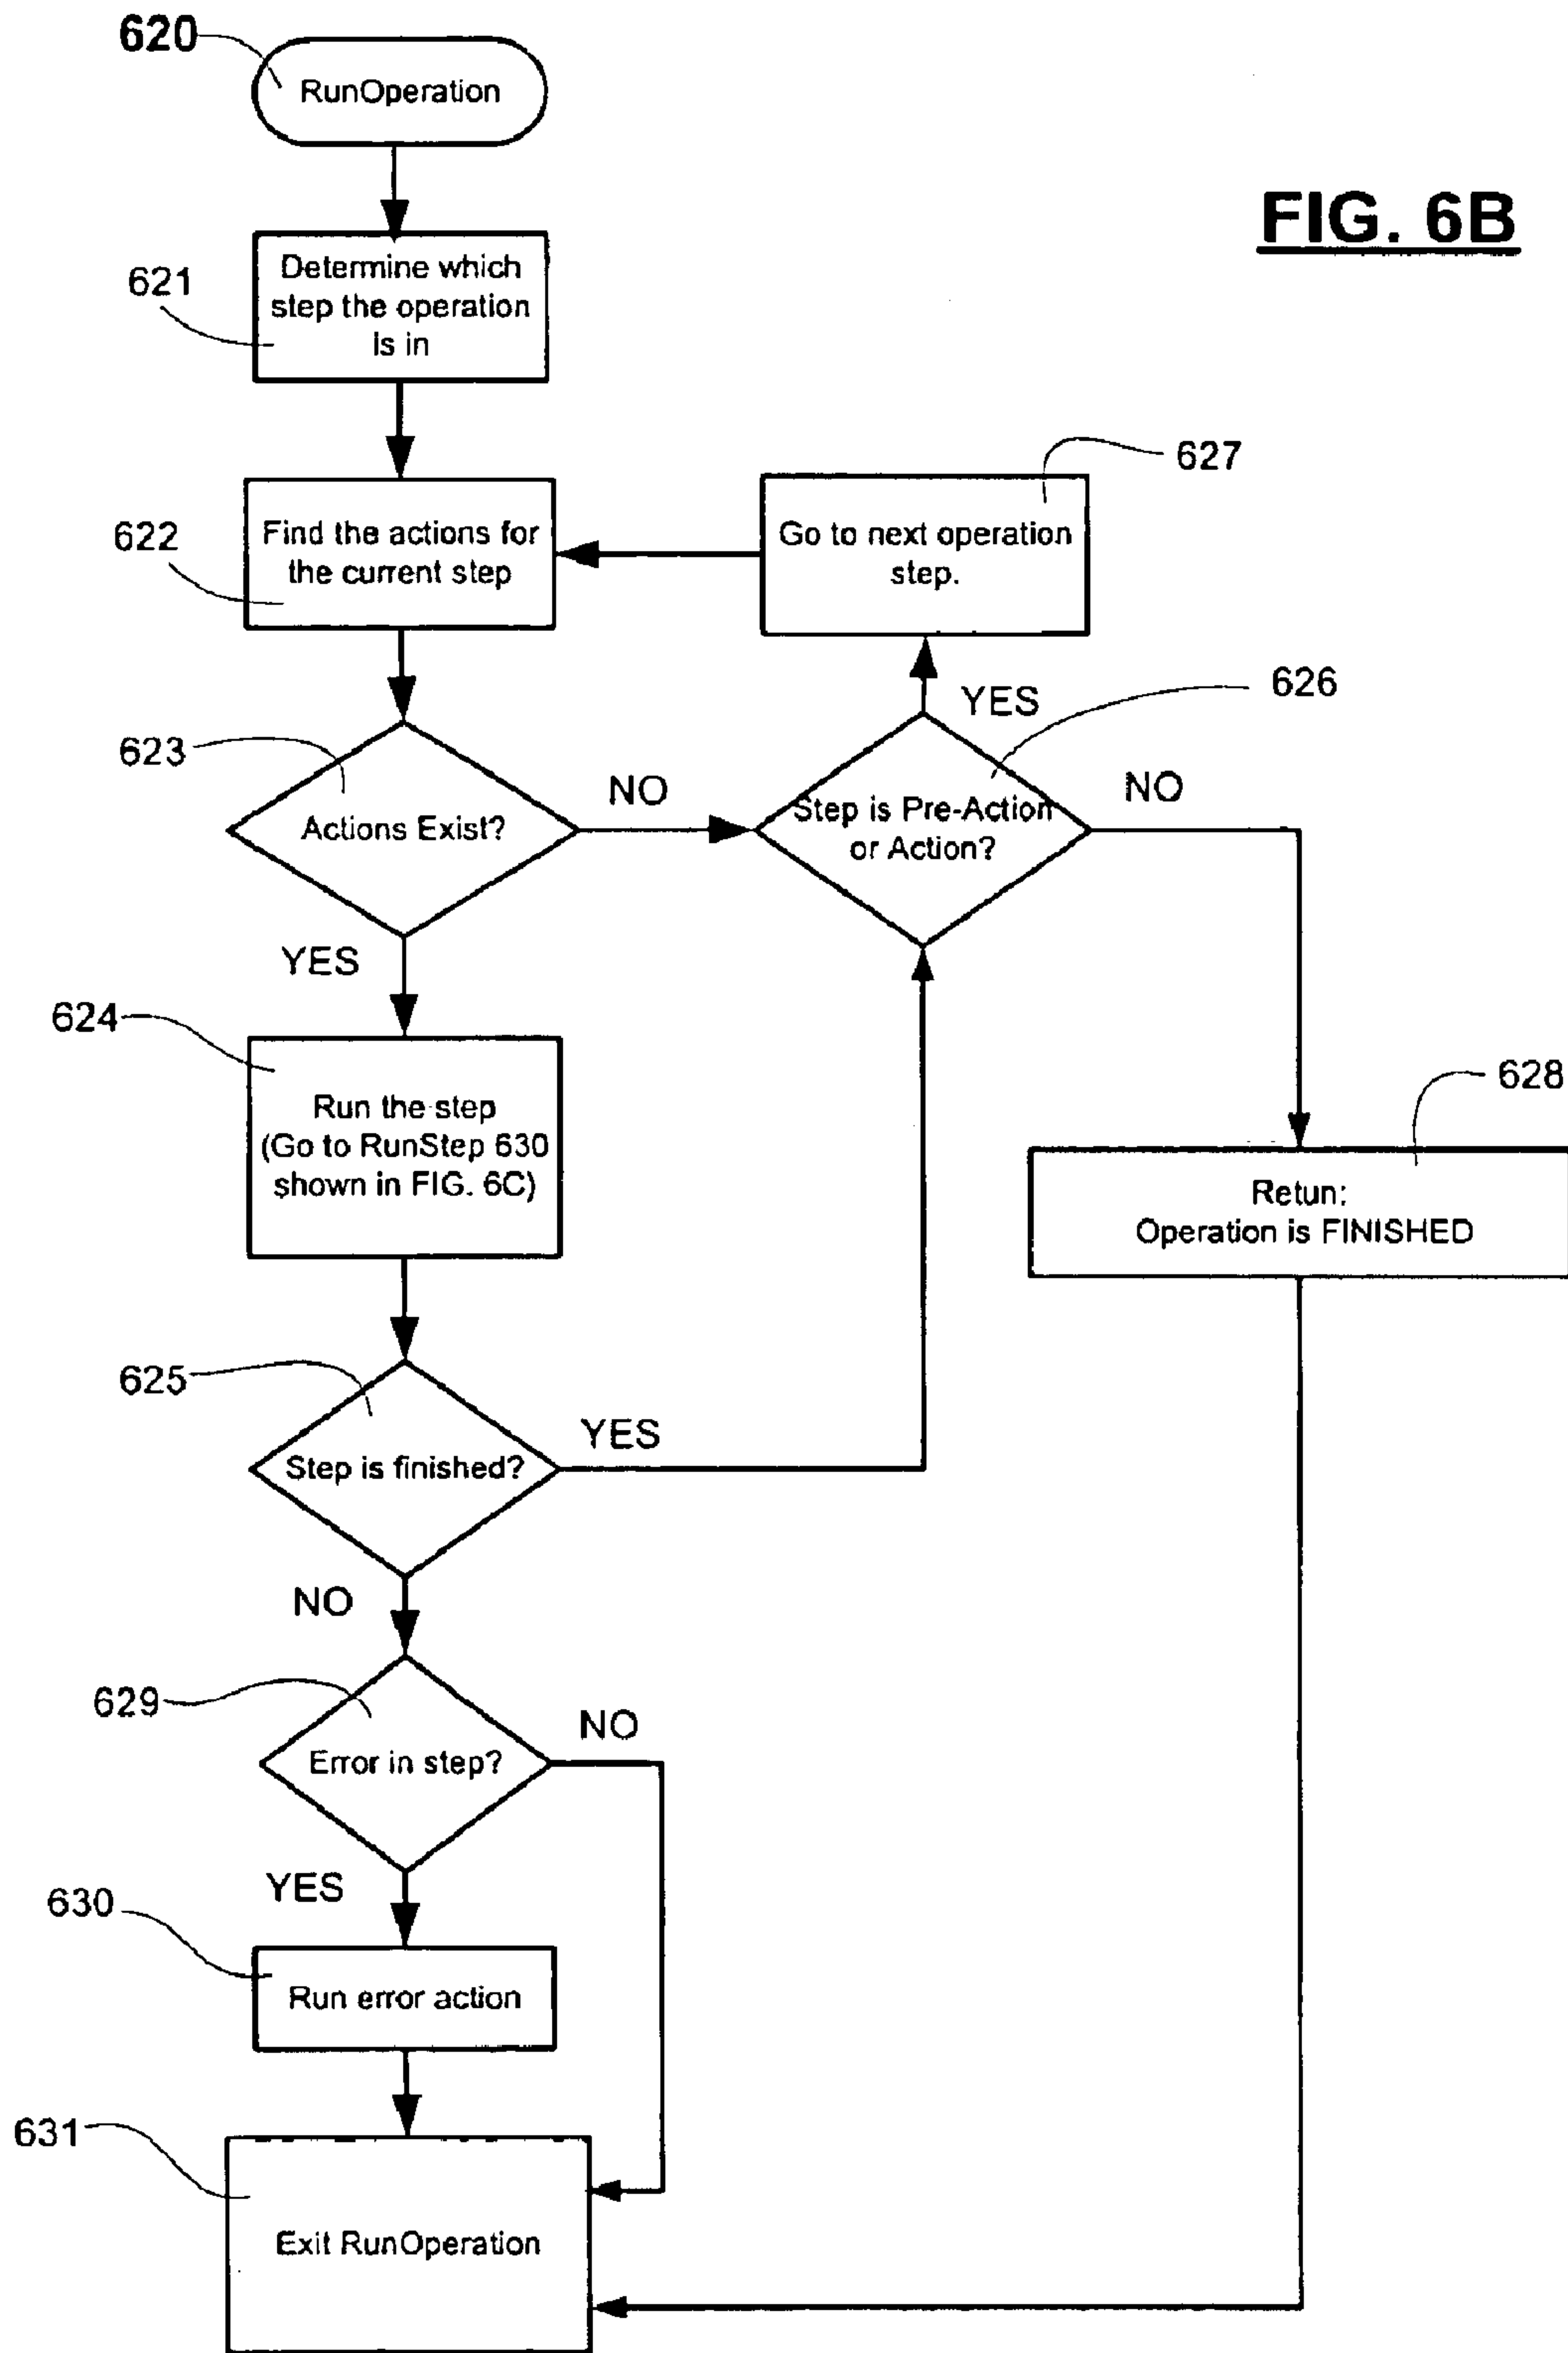 620
RunOperation
FIG. 6B
621
Determine which
step the operation
is in
627
622
Find the actions for
the current step
Go to next operation
step.
626
YES
623
NO
NO
Actions Exist?
Step is Pre-Action
or Action?
YES
624
628
Run the step
(Go to RunStep 630
shown in FIG. 6C)
Retun:
Operation is FINISHED
625
YES
Step is finished?
NO
629
NO
Error in step?
YES
630
Run error action
631
Exit RunOperation